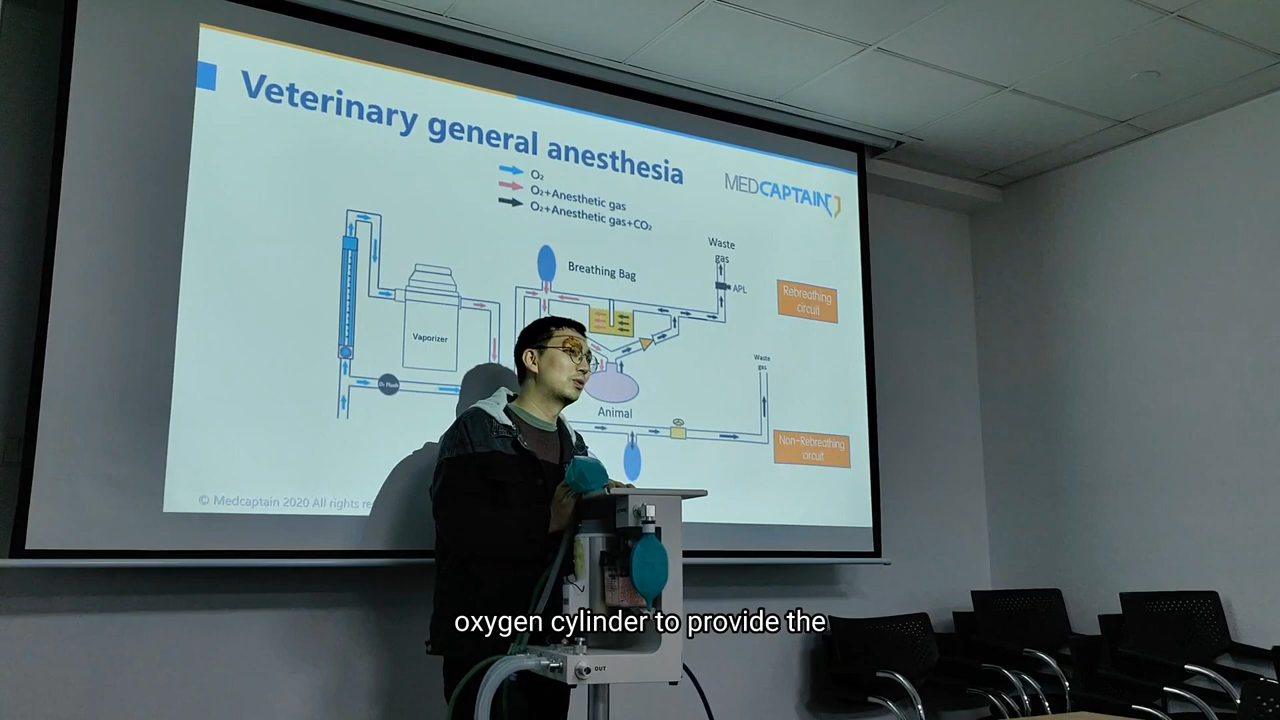 Veterinary general anesthesia
MEDCAPTAIN
O₂
O₂+Anesthetic gas
O₂+Anesthetic gas+CO₂
Waste
gas
Breathing Bag
APL
Rebreathing
circuit
Vaporizer
Waste
gas
O₂ Flush
Animal
Non-Rebreathing
circuit
© Medcaptain 2020 All rights re
oxygen cylinder to provide the
OUT